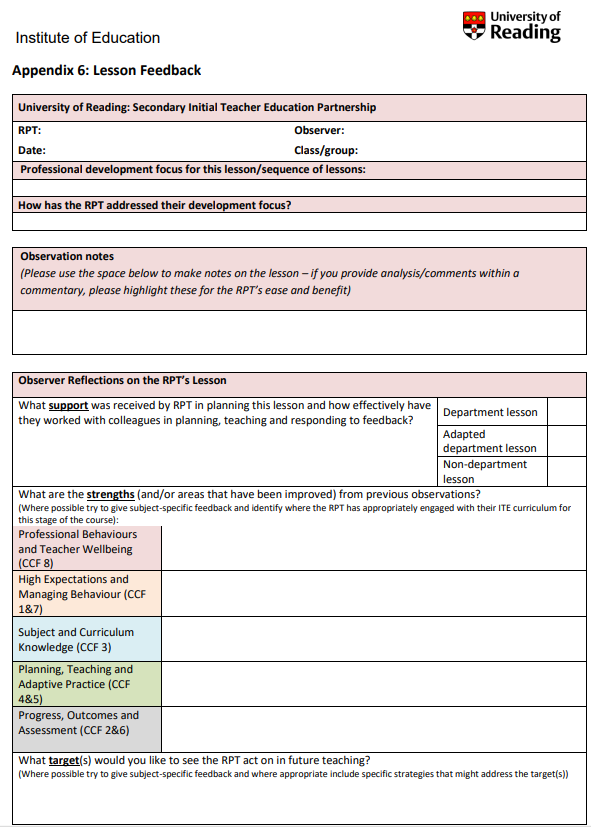 University of
Reading
Institute of Education
Appendix 6: Lesson Feedback
University of Reading: Secondary Initial Teacher Education Partnership
RPT: Observer:
Date: Class/group:
Professional development focus for this lesson/sequence of lessons:
How has the RPT addressed their development focus?
Observation notes
(Please use the space below to make notes on the lesson – if you provide analysis/comments within a
commentary, please highlight these for the RPT's ease and benefit)
Observer Reflections on the RPT's Lesson
What support was received by RPT in planning this lesson and how effectively have
they worked with colleagues in planning, teaching and responding to feedback?
Department lesson
Adapted
department lesson
Non-department
lesson
What are the strengths (and/or areas that have been improved) from previous observations?
(Where possible try to give subject-specific feedback and identify where the RPT has appropriately engaged with their ITE curriculum for
this stage of the course):
Professional Behaviours
and Teacher Wellbeing
(CCF 8)
High Expectations and
Managing Behaviour (CCF
1&7)
Subject and Curriculum
Knowledge (CCF 3)
Planning, Teaching and
Adaptive Practice (CCF
4&5)
Progress, Outcomes and
Assessment (CCF 2&6)
What target(s) would you like to see the RPT act on in future teaching?
(Where possible try to give subject-specific feedback and where appropriate include specific strategies that might address the target(s))